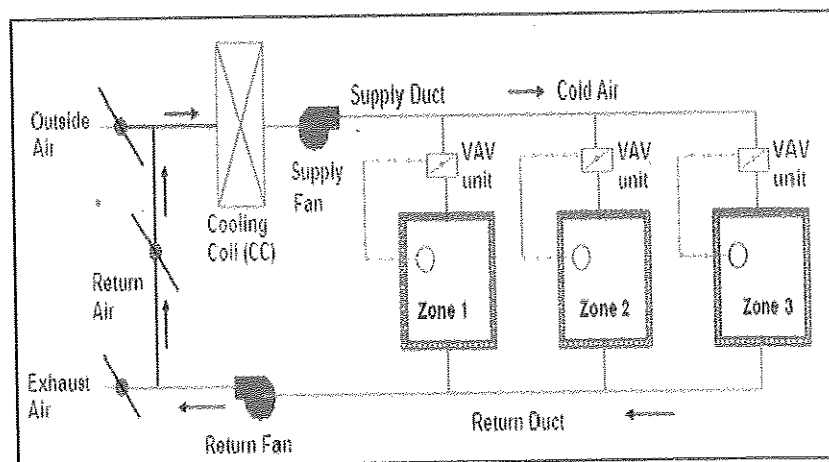 Supply Duct
Cold Air
Outside
Air
VAV
unit
VAV
unit
VAV
unit
Supply
Fan
Cooling
Coil (CC)
Return
Air
Zone 1
Zone 2
Zone 3
Exhaust
Air
Return Fan
Return Duct